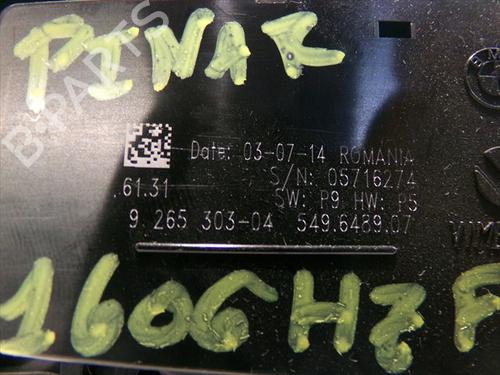 PINAR
B-PARTS
Date: 03-07-14 ROMANIA
S/N: 05716274
.61.31 SW: P9 HW: P5
9 265 303-04 549.6489.07
1606HZF